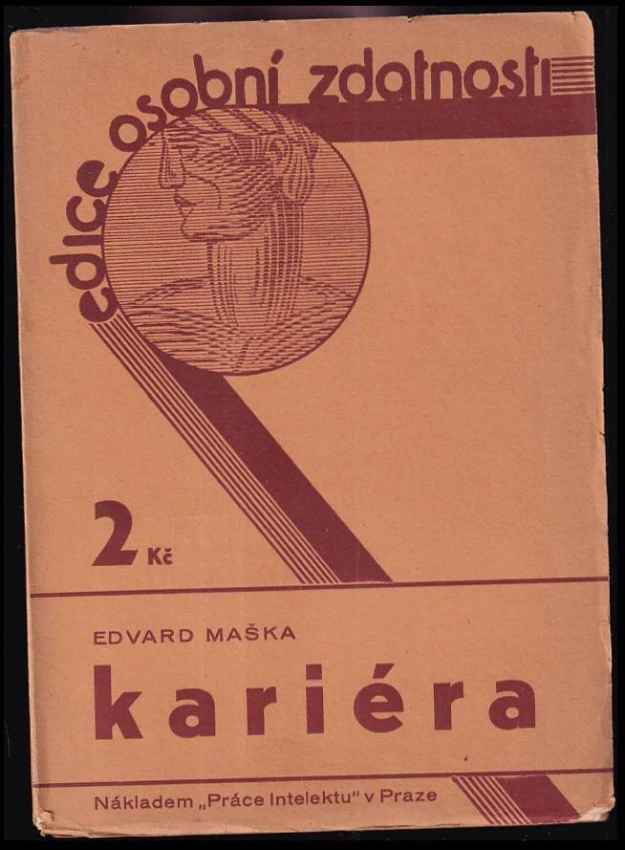 edice osobní zdatnosti
2 Kč
EDVARD MAŠKA
kariéra
Nákladem „Práce Intelektu" v Praze